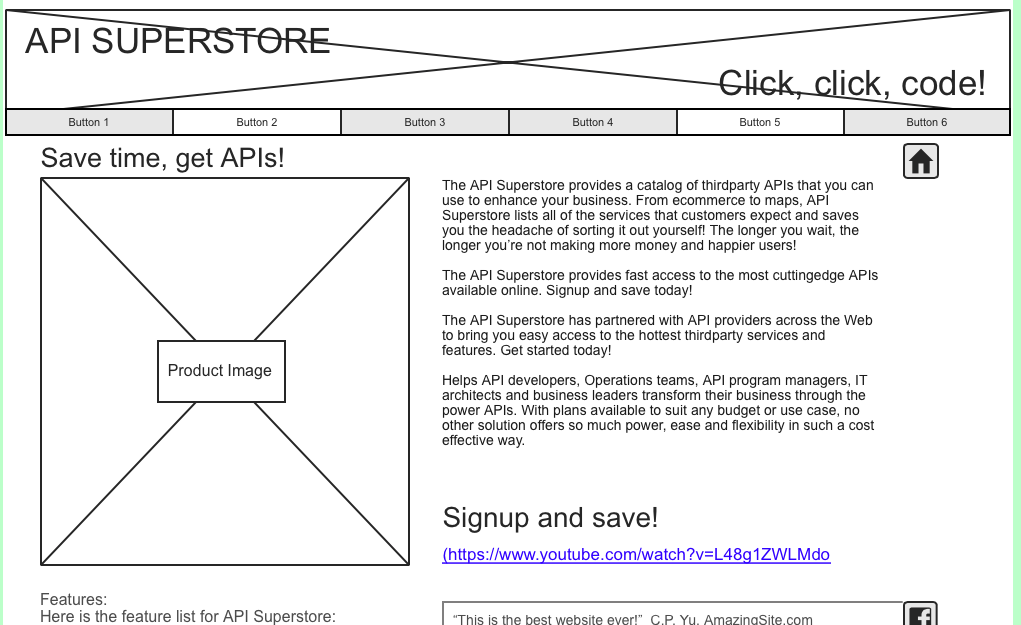 API SUPERSTORE
Click, click, code!
Button 1
Button 2
Button 3
Button 4
Button 5
Button 6
Save time, get APIs!
Product Image
The API Superstore provides a catalog of thirdparty APIs that you can
use to enhance your business. From ecommerce to maps, API
Superstore lists all of the services that customers expect and saves
you the headache of sorting it out yourself! The longer you wait, the
longer you're not making more money and happier users!
The API Superstore provides fast access to the most cuttingedge APIs
available online. Signup and save today!
The API Superstore has partnered with API providers across the Web
to bring you easy access to the hottest thirdparty services and
features. Get started today!
Helps API developers, Operations teams, API program managers, IT
architects and business leaders transform their business through the
power APIs. With plans available to suit any budget or use case, no
other solution offers so much power, ease and flexibility in such a cost
effective way.
Signup and save!
(https://www.youtube.com/watch?v=L48g1ZWLMdo
Features:
Here is the feature list for API Superstore:
“This is the best website ever!” C.P. Yu, AmazingSite.com